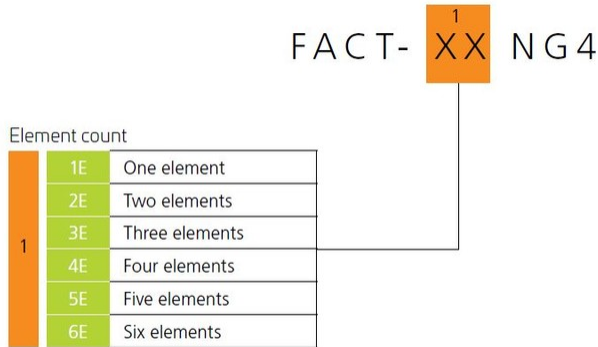 1
FACT- XX NG4
Element count
1
1E One element
2E Two elements
3E Three elements
4E Four elements
5E Five elements
6E Six elements